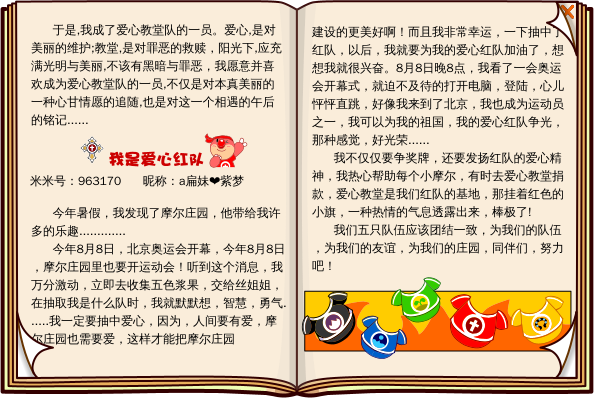 于是,我成了爱心教堂队的一员。爱心,是对
美丽的维护;教堂,是对罪恶的救赎，阳光下,应充
满光明与美丽,不该有黑暗与罪恶，我愿意并喜
欢成为爱心教堂队的一员,不仅是对本真美丽的
一种心甘情愿的追随,也是对这一个相遇的午后
的铭记......
我是爱心红队
米米号：963170 昵称：a扁妹❤紫梦
今年暑假，我发现了摩尔庄园，他带给我许
多的乐趣............
今年8月8日，北京奥运会开幕，今年8月8日
，摩尔庄园里也要开运动会！听到这个消息，我
万分激动，立即去收集五色浆果，交给丝姐姐，
在抽取我是什么队时，我就默默想，智慧，勇气.
.....我一定要抽中爱心，因为，人间要有爱，摩
尔庄园也需要爱，这样才能把摩尔庄园
建设的更美好啊！而且我非常幸运，一下抽中了
红队，以后，我就要为我的爱心红队加油了，想
想我就很兴奋。8月8日晚8点，我看了一会奥运
会开幕式，就迫不及待的打开电脑，登陆，心儿
怦怦直跳，好像我来到了北京，我也成为运动员
之一，我可以为我的祖国，我的爱心红队争光，
那种感觉，好光荣......
我不仅仅要争奖牌，还要发扬红队的爱心精
神，我热心帮助每个小摩尔，有时去爱心教堂捐
款，爱心教堂是我们红队的基地，那挂着红色的
小旗，一种热情的气息透露出来，棒极了!
我们五只队伍应该团结一致，为我们的队伍
，为我们的友谊，为我们的庄园，同伴们，努力
吧！